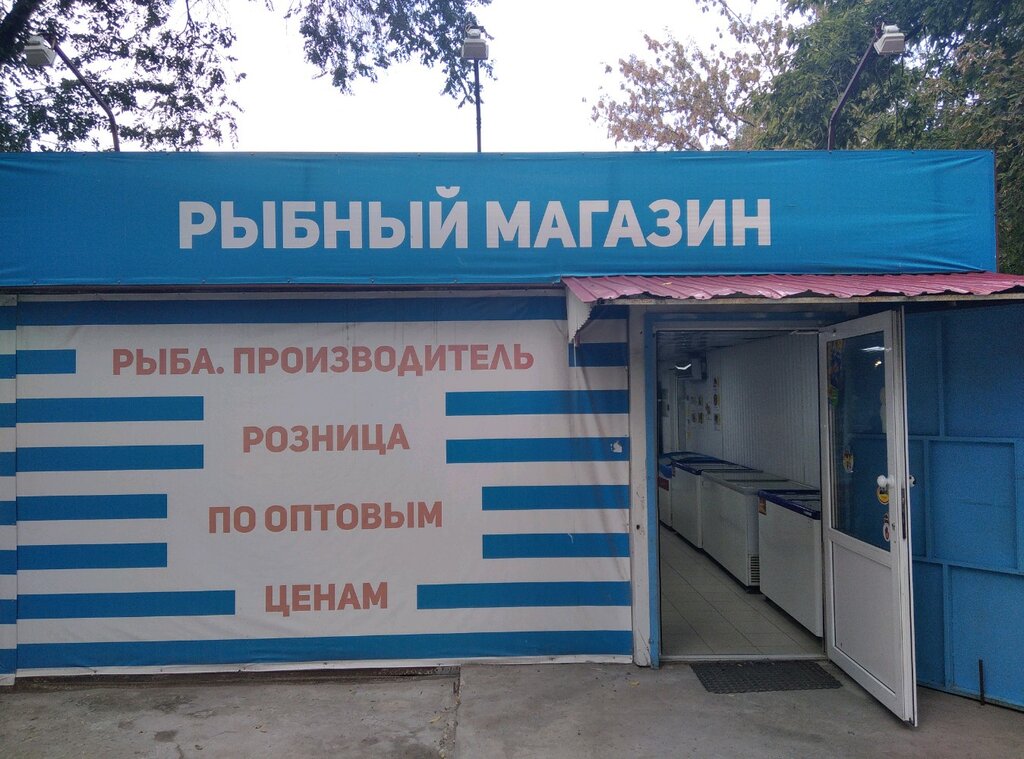 РЫБНЫЙ МАГАЗИН
РЫБА. ПРОИЗВОДИТЕЛЬ
РОЗНИЦА
ПО ОПТОВЫМ
ЦЕНАМ